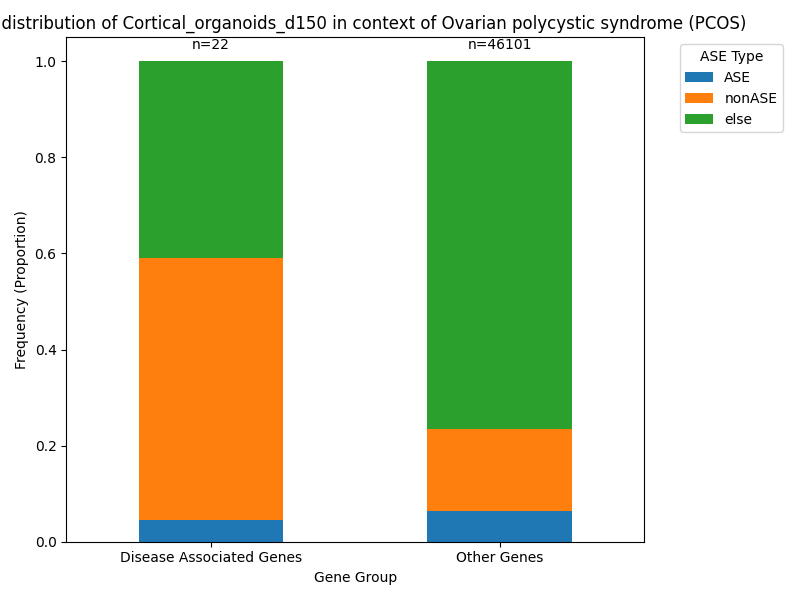 distribution of Cortical_organoids_d150 in context of Ovarian polycystic syndrome (PCOS)
n=22
n=46101
ASE Type
ASE
nonASE
else
1.0
0.8
0.6
0.4
0.2
0.0
Frequency (Proportion)
Disease Associated Genes
Other Genes
Gene Group